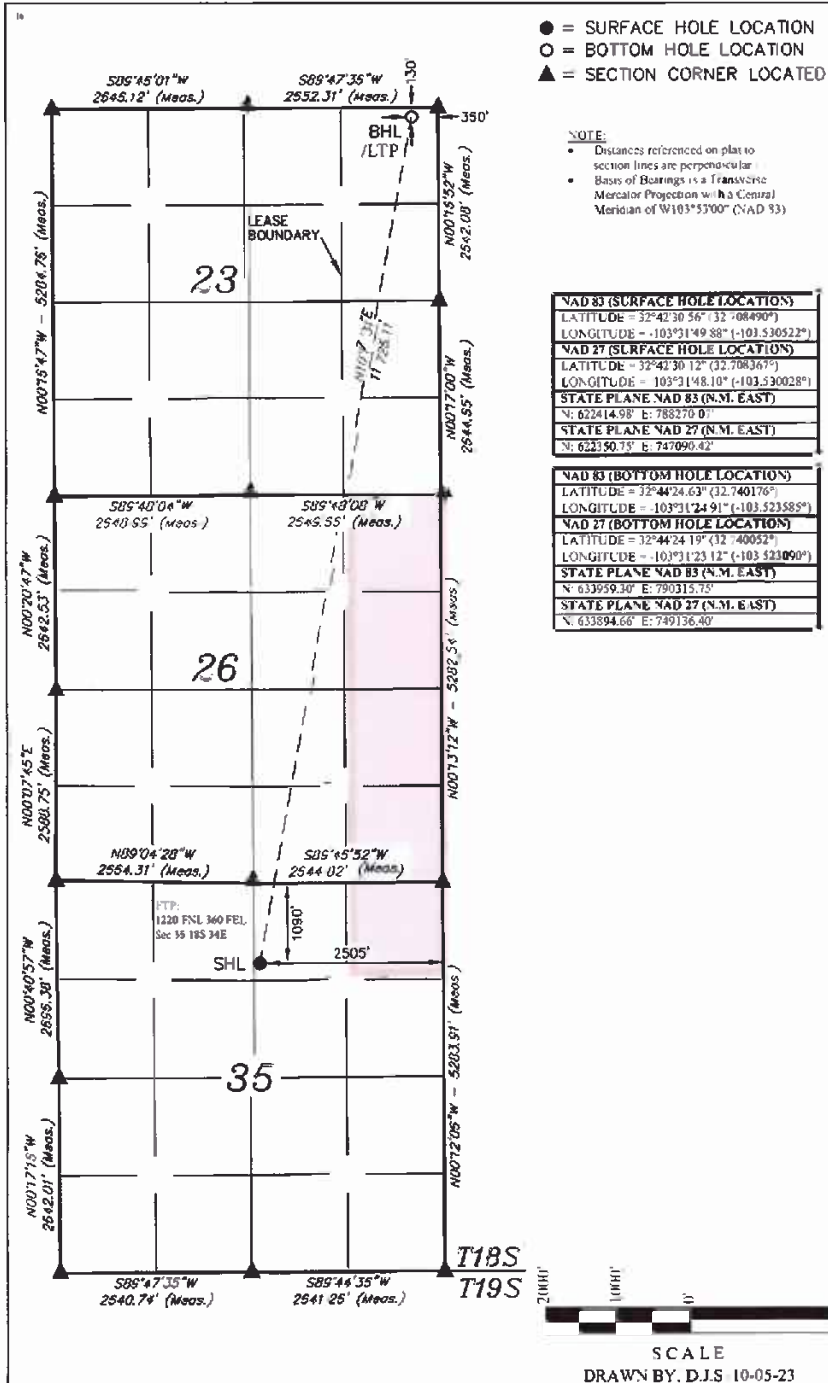 ● = SURFACE HOLE LOCATION
○ = BOTTOM HOLE LOCATION
▲ = SECTION CORNER LOCATED
NOTE:
• Distances referenced on plat to
section lines are perpendicular
• Basis of Bearings is a Transverse
Mercator Projection with a Central
Meridian of W103°53'00" (NAD 83)
S89°45'01"W
2645.12' (Meas.)
S89°47'35"W
2552.31' (Meas.)
130'
350'
BHL
/LTP
LEASE
BOUNDARY
23
N00°15'47"W - 5284.76' (Meas.)
N00°15'52"W
2542.08' (Meas.)
N00°17'00"W
2544.55' (Meas.)
S89°48'04"W
2548.99' (Meas.)
S89°48'08"W
2549.55' (Meas.)
NAD 83 (SURFACE HOLE LOCATION)
LATITUDE = 32°42'30.56" (32.708490°)
LONGITUDE = -103°31'49.88" (-103.530522°)
NAD 27 (SURFACE HOLE LOCATION)
LATITUDE = 32°42'30.12" (32.708367°)
LONGITUDE = -103°31'48.10" (-103.530028°)
STATE PLANE NAD 83 (N.M. EAST)
N: 622414.98' E: 788270.07'
STATE PLANE NAD 27 (N.M. EAST)
N: 622350.75' E: 747090.42'
NAD 83 (BOTTOM HOLE LOCATION)
LATITUDE = 32°44'24.63" (32.740176°)
LONGITUDE = -103°31'24.91" (-103.523585°)
NAD 27 (BOTTOM HOLE LOCATION)
LATITUDE = 32°44'24.19" (32.740052°)
LONGITUDE = -103°31'23.12" (-103.523090°)
STATE PLANE NAD 83 (N.M. EAST)
N: 633959.30' E: 790315.75'
STATE PLANE NAD 27 (N.M. EAST)
N: 633894.66' E: 749136.40'
N00°20'47"W
2642.53' (Meas.)
26
N00°13'12"W - 5282.54' (Meas.)
N00°07'45"E
2580.75' (Meas.)
N89°04'28"W
2554.31' (Meas.)
S89°45'52"W
2544.02' (Meas.)
FTP:
1220 FNL 360 FEL
Sec 35 18S 34E
1090'
SHL
2505'
N00°40'57"W
2695.38' (Meas.)
35
N00°12'05"W - 5283.91' (Meas.)
N00°17'15"W
2642.01' (Meas.)
T18S
T19S
S89°47'35"W
2540.74' (Meas.)
S89°44'35"W
2541.25' (Meas.)
2000' 1000' 0'
SCALE
DRAWN BY. D.J.S 10-05-23